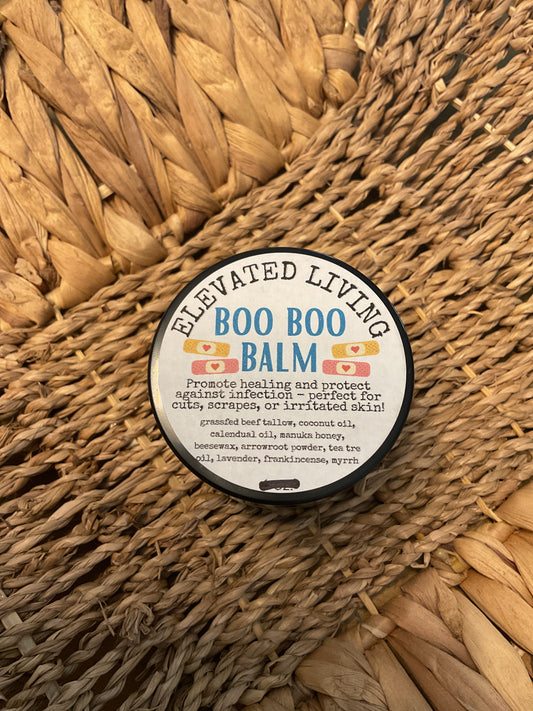 ELEVATED LIVING
BOO BOO
BALM
Promote healing and protect
against infection - perfect for
cuts, scrapes, or irritated skin!
grassfed beef tallow, coconut oil,
calendual oil, manuka honey,
beesewax, arrowroot powder, tea tre
oil, lavender, frankincense, myrrh